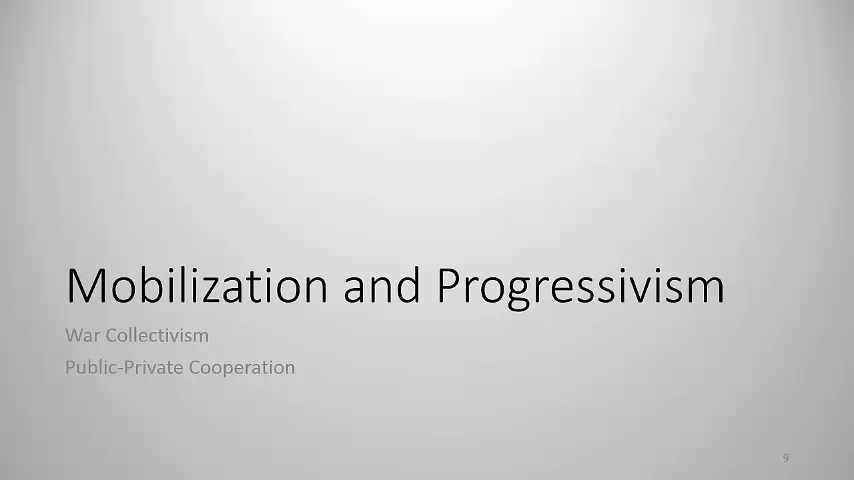 Mobilization and Progressivism
War Collectivism
Public-Private Cooperation
9